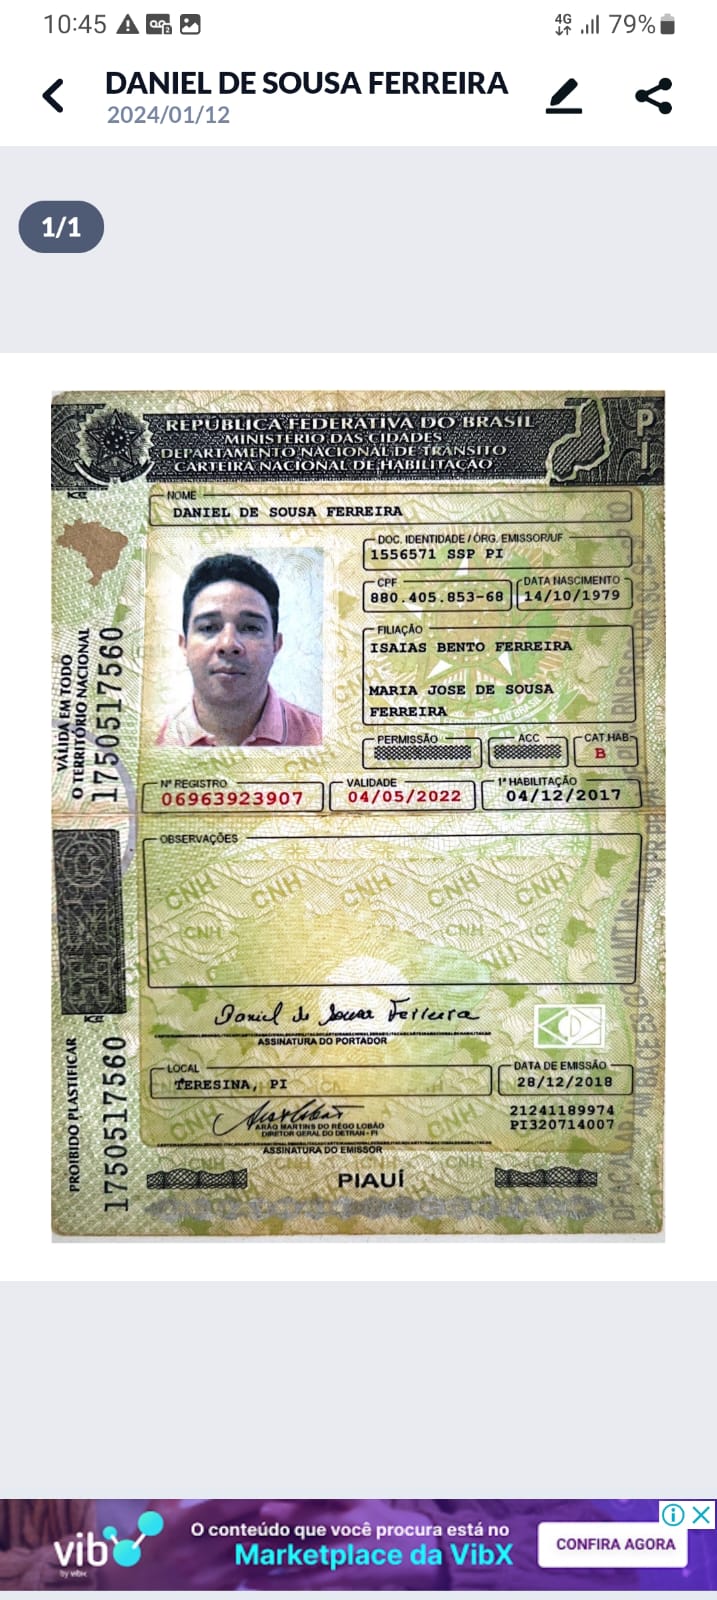 10:45 4G 79%
DANIEL DE SOUSA FERREIRA
2024/01/12
1/1
REPÚBLICA FEDERATIVA DO BRASIL
MINISTÉRIO DAS CIDADES
DEPARTAMENTO NACIONAL DE TRÂNSITO
CARTEIRA NACIONAL DE HABILITAÇÃO
PI
NOME
DANIEL DE SOUSA FERREIRA
DOC. IDENTIDADE / ÓRG. EMISSOR/UF
1556571 SSP PI
CPF DATA NASCIMENTO
880.405.853-68 14/10/1979
FILIAÇÃO
ISAIAS BENTO FERREIRA
MARIA JOSE DE SOUSA
FERREIRA
PERMISSÃO ACC CAT.HAB.
B
Nº REGISTRO VALIDADE 1ª HABILITAÇÃO
06963923907 04/05/2022 04/12/2017
VÁLIDA EM TODO
O TERRITÓRIO NACIONAL
1750517560
OBSERVAÇÕES
CNH CNH CNH CNH CNH
Daniel de Sousa Ferreira
ASSINATURA DO PORTADOR
LOCAL DATA DE EMISSÃO
TERESINA, PI 28/12/2018
21241189974
PI320714007
ARÃO MARTINS DO RÊGO LOBÃO
DIRETOR GERAL DO DETRAN - PI
ASSINATURA DO EMISSOR
PROIBIDO PLASTIFICAR
1750517560
PIAUÍ
vibx
by vibx
O conteúdo que você procura está no
Marketplace da VibX
CONFIRA AGORA